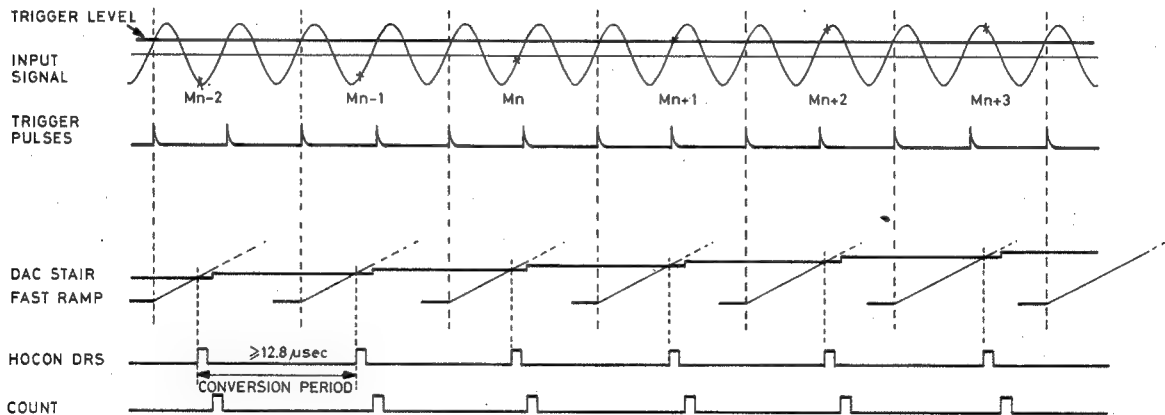 TRIGGER LEVEL
INPUT
SIGNAL
Mn-2 Mn-1 Mn Mn+1 Mn+2 Mn+3
TRIGGER
PULSES
DAC STAIR
FAST RAMP
HOCON DRS
≥12.8 µsec
CONVERSION PERIOD
COUNT